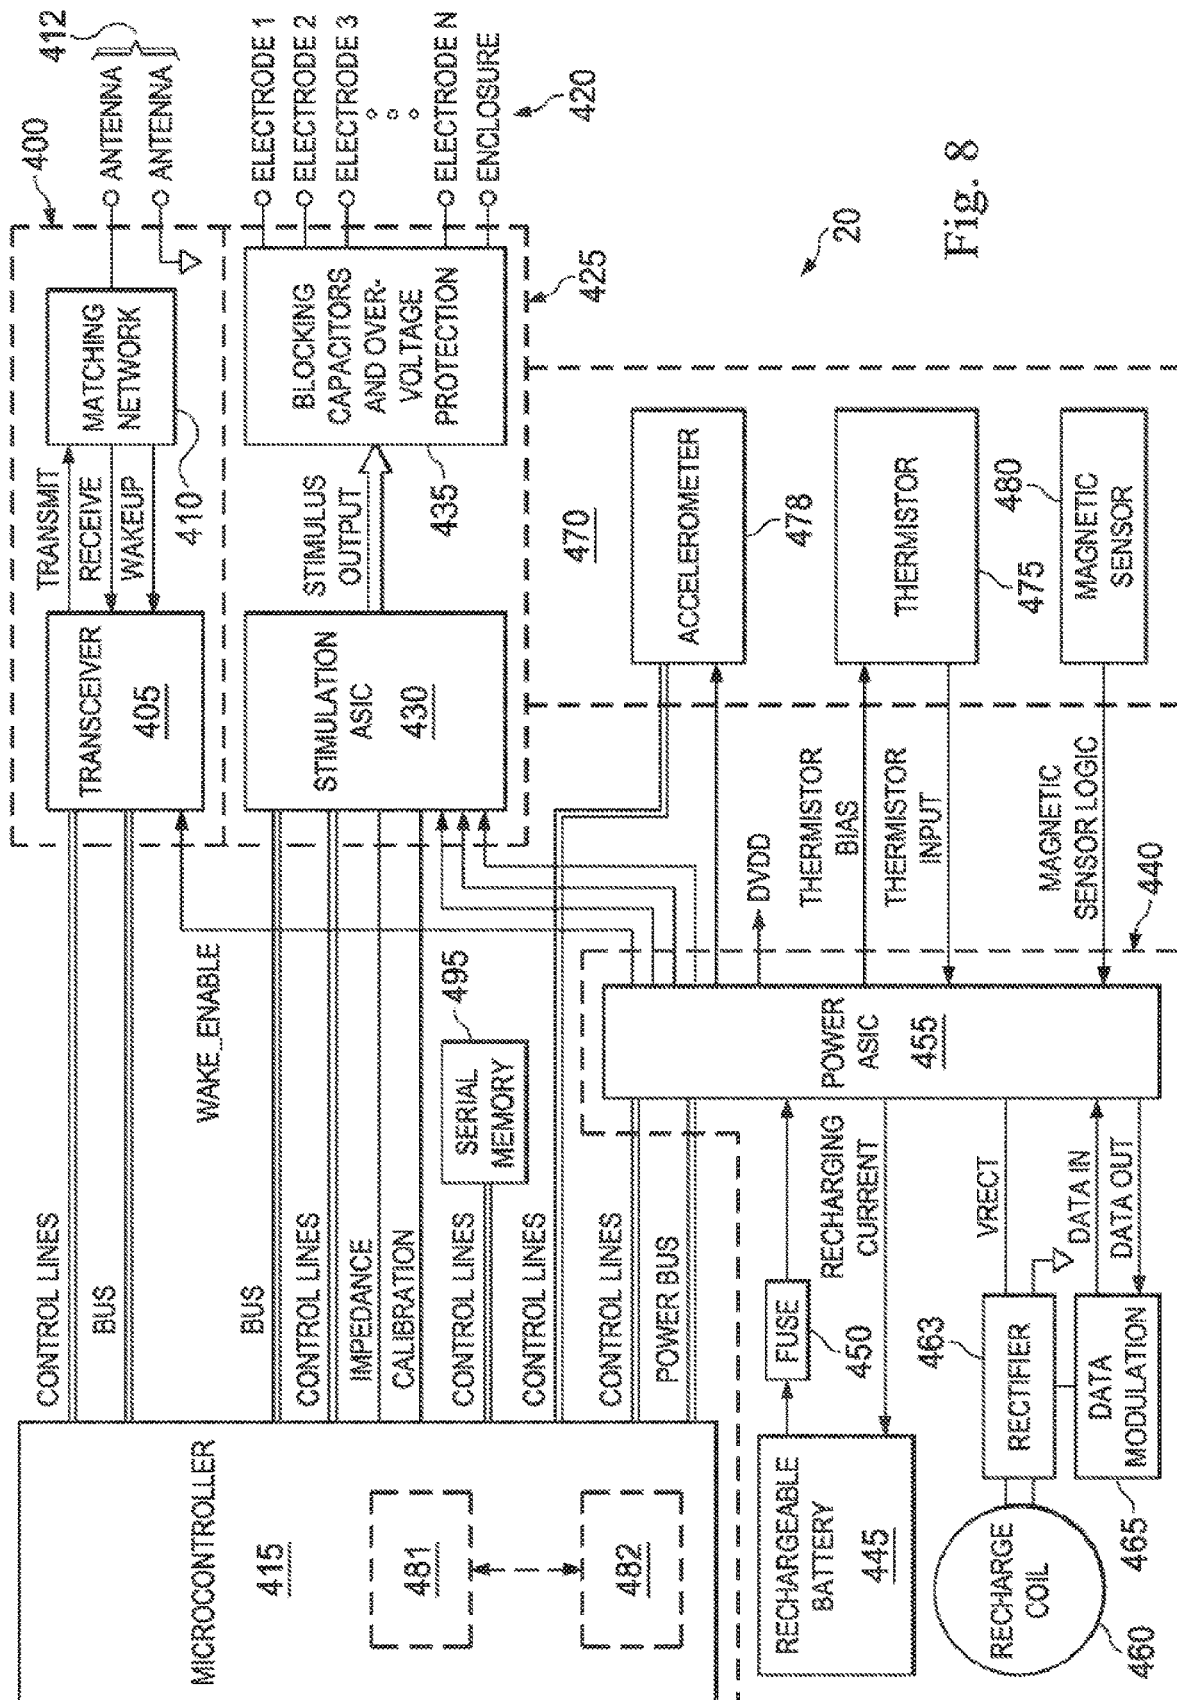 412
ANTENNA
ANTENNA
400
MATCHING
NETWORK
410
TRANSMIT
RECEIVE
WAKEUP
TRANSCEIVER
405
CONTROL LINES
BUS
WAKE_ENABLE
ELECTRODE 1
ELECTRODE 2
ELECTRODE 3
ELECTRODE N
ENCLOSURE
420
425
BLOCKING
CAPACITORS
AND OVER-
VOLTAGE
PROTECTION
435
STIMULUS
OUTPUT
STIMULATION
ASIC
430
BUS
CONTROL LINES
IMPEDANCE
CALIBRATION
CONTROL LINES
SERIAL
MEMORY
495
CONTROL LINES
CONTROL LINES
POWER BUS
MICROCONTROLLER
415
481
482
470
ACCELEROMETER
478
THERMISTOR
475
480
MAGNETIC
SENSOR
DVDD
THERMISTOR
BIAS
THERMISTOR
INPUT
MAGNETIC
SENSOR LOGIC
440
POWER
ASIC
455
RECHARGING
CURRENT
VRECT
DATA IN
DATA OUT
FUSE
450
463
RECTIFIER
DATA
MODULATION
465
RECHARGEABLE
BATTERY
445
RECHARGE
COIL
460
20
Fig. 8